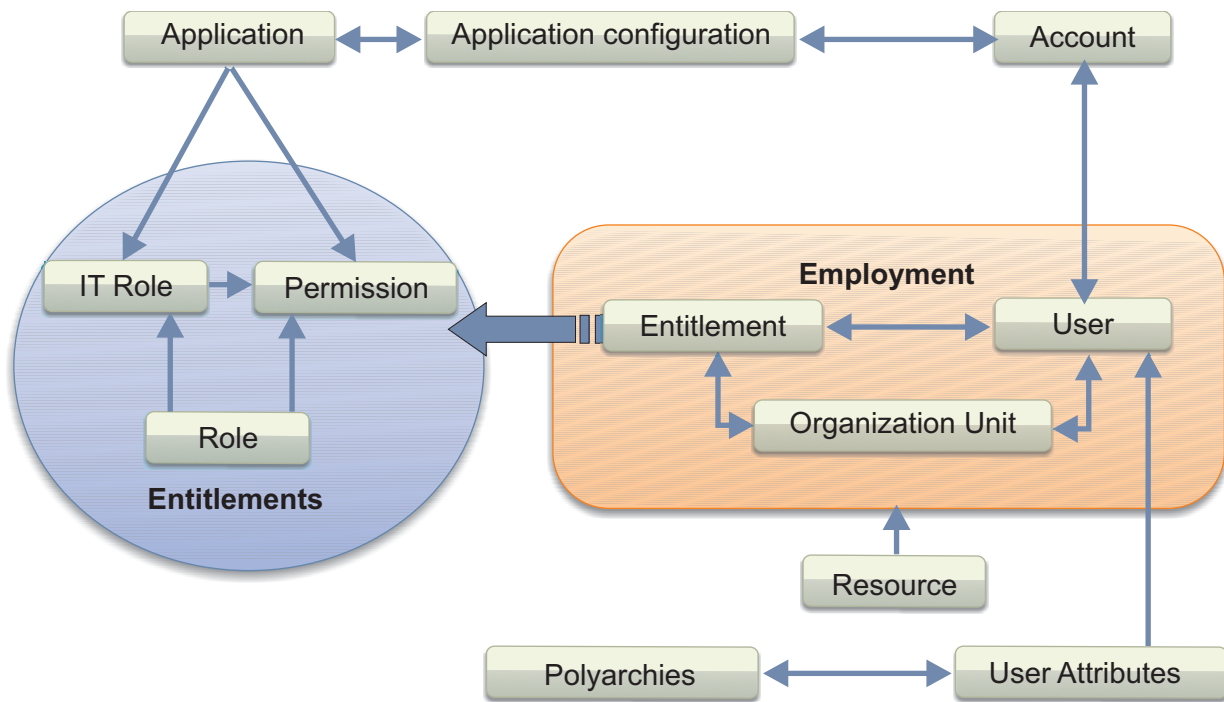 Application
Application configuration
Account
Employment
IT Role
Permission
Entitlement
User
Organization Unit
Role
Entitlements
Resource
Polyarchies
User Attributes